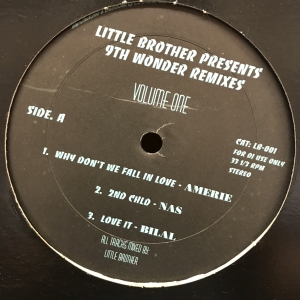 LITTLE BROTHER PRESENTS
9TH WONDER REMIXES
VOLUME ONE
SIDE. A
CAT: LB-001
FOR DJ USE ONLY
33 1/3 RPM
STEREO
1. WHY DON'T WE FALL IN LOVE - AMERIE
2. 2ND CHLD - NAS
3. LOVE IT - BILAL
ALL TRACKS MIXED BY:
LITTLE BROTHER